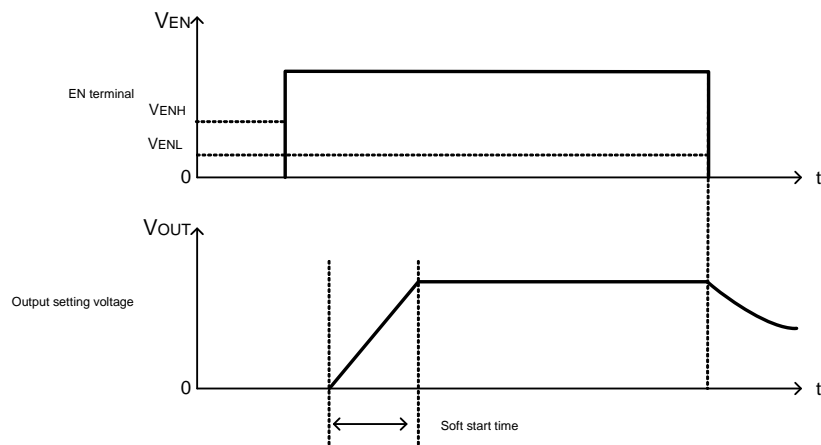 VEN
EN terminal
VENH
VENL
0
t
VOUT
Output setting voltage
0
t
Soft start time